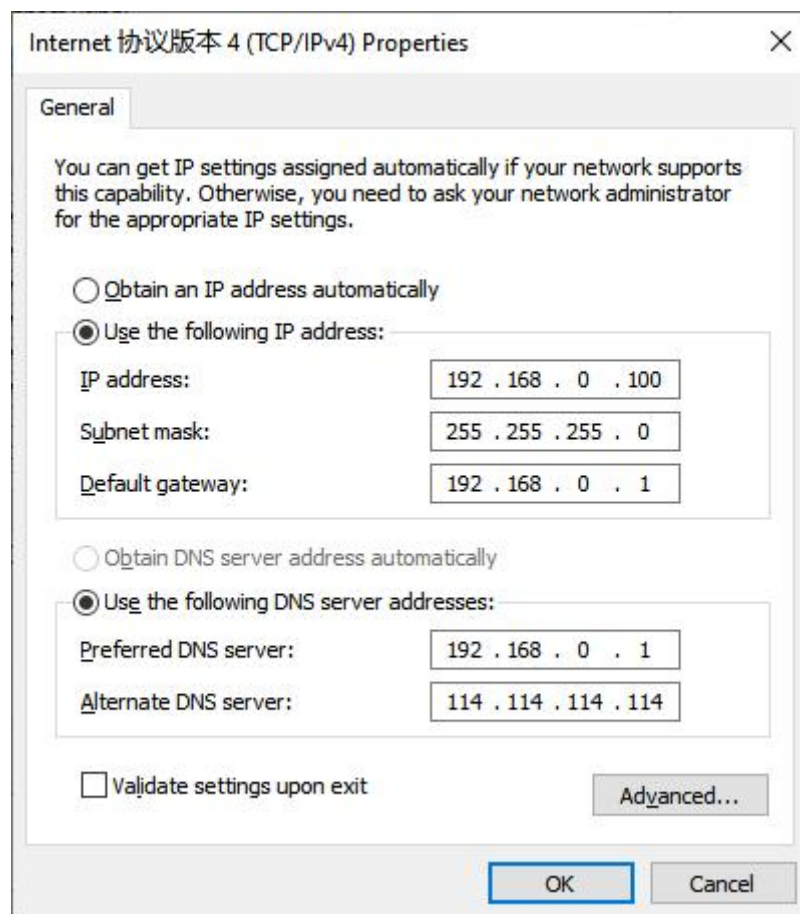 Internet 协议版本 4 (TCP/IPv4) Properties
General
You can get IP settings assigned automatically if your network supports
this capability. Otherwise, you need to ask your network administrator
for the appropriate IP settings.
Obtain an IP address automatically
Use the following IP address:
IP address: 192 . 168 . 0 . 100
Subnet mask: 255 . 255 . 255 . 0
Default gateway: 192 . 168 . 0 . 1
Obtain DNS server address automatically
Use the following DNS server addresses:
Preferred DNS server: 192 . 168 . 0 . 1
Alternate DNS server: 114 . 114 . 114 . 114
Validate settings upon exit
Advanced...
OK Cancel